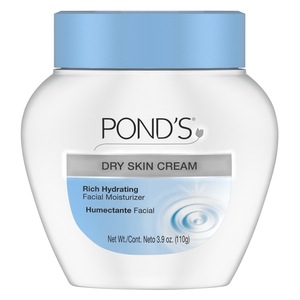 POND'S
DRY SKIN CREAM
Rich Hydrating
Facial Moisturizer
Humectante Facial
Net Wt./Cont. Neto 3.9 oz. (110g)